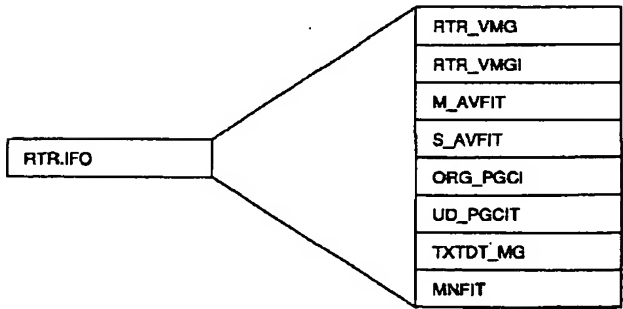 RTR.IFO
RTR_VMG
RTR_VMGI
M_AVFIT
S_AVFIT
ORG_PGCI
UD_PGCIT
TXTDT_MG
MNFIT